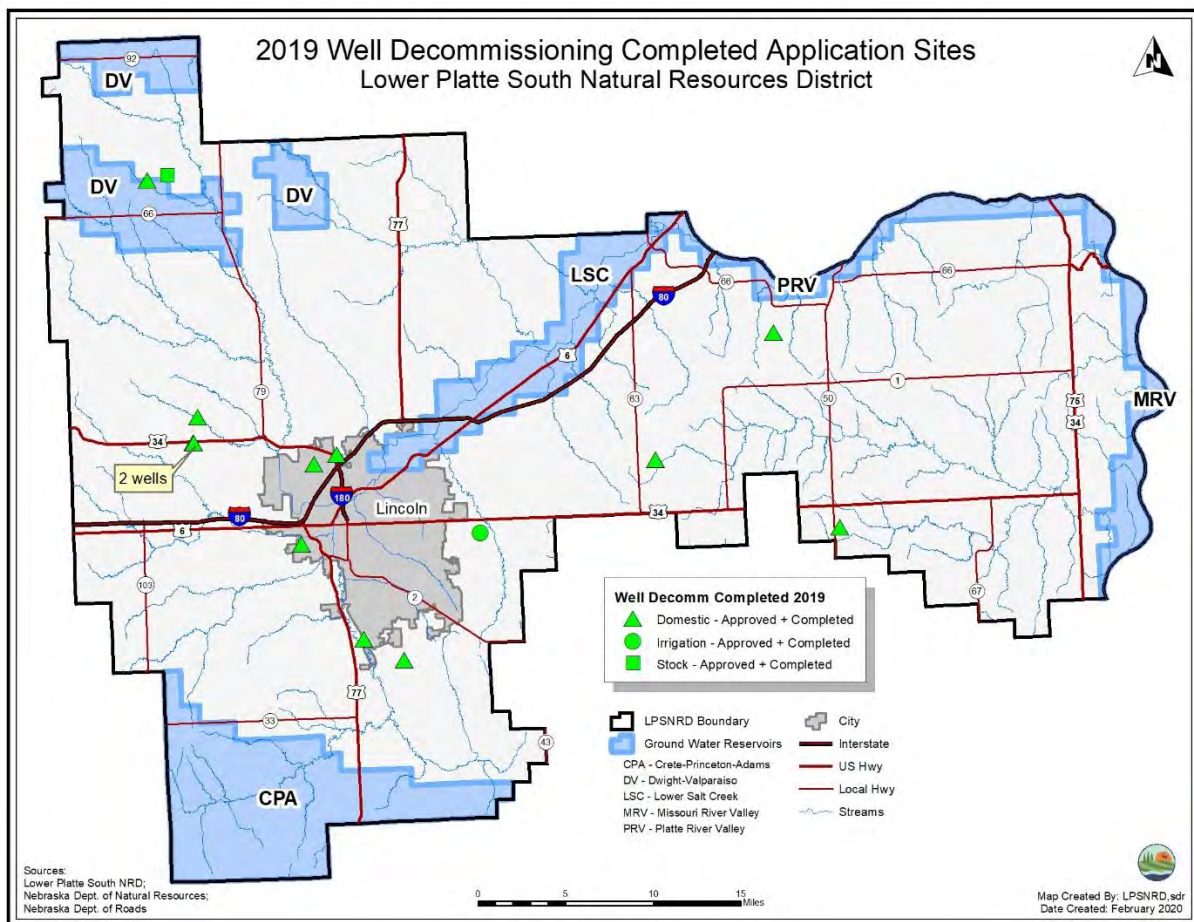 2019 Well Decommissioning Completed Application Sites
Lower Platte South Natural Resources District
N
92
DV
DV
DV
66
77
LSC
66
80
PRV
66
6
79
63
50
1
75
34
MRV
34
2 wells
180
Lincoln
80
6
34
103
2
67
77
33
43
CPA
Well Decomm Completed 2019
Domestic - Approved + Completed
Irrigation - Approved + Completed
Stock - Approved + Completed
LPSNRD Boundary
Ground Water Reservoirs
CPA - Crete-Princeton-Adams
DV - Dwight-Valparaiso
LSC - Lower Salt Creek
MRV - Missouri River Valley
PRV - Platte River Valley
City
Interstate
US Hwy
Local Hwy
Streams
Sources:
Lower Platte South NRD;
Nebraska Dept. of Natural Resources;
Nebraska Dept. of Roads
0 5 10 15
Miles
Map Created By: LPSNRD,sdr
Date Created: February 2020